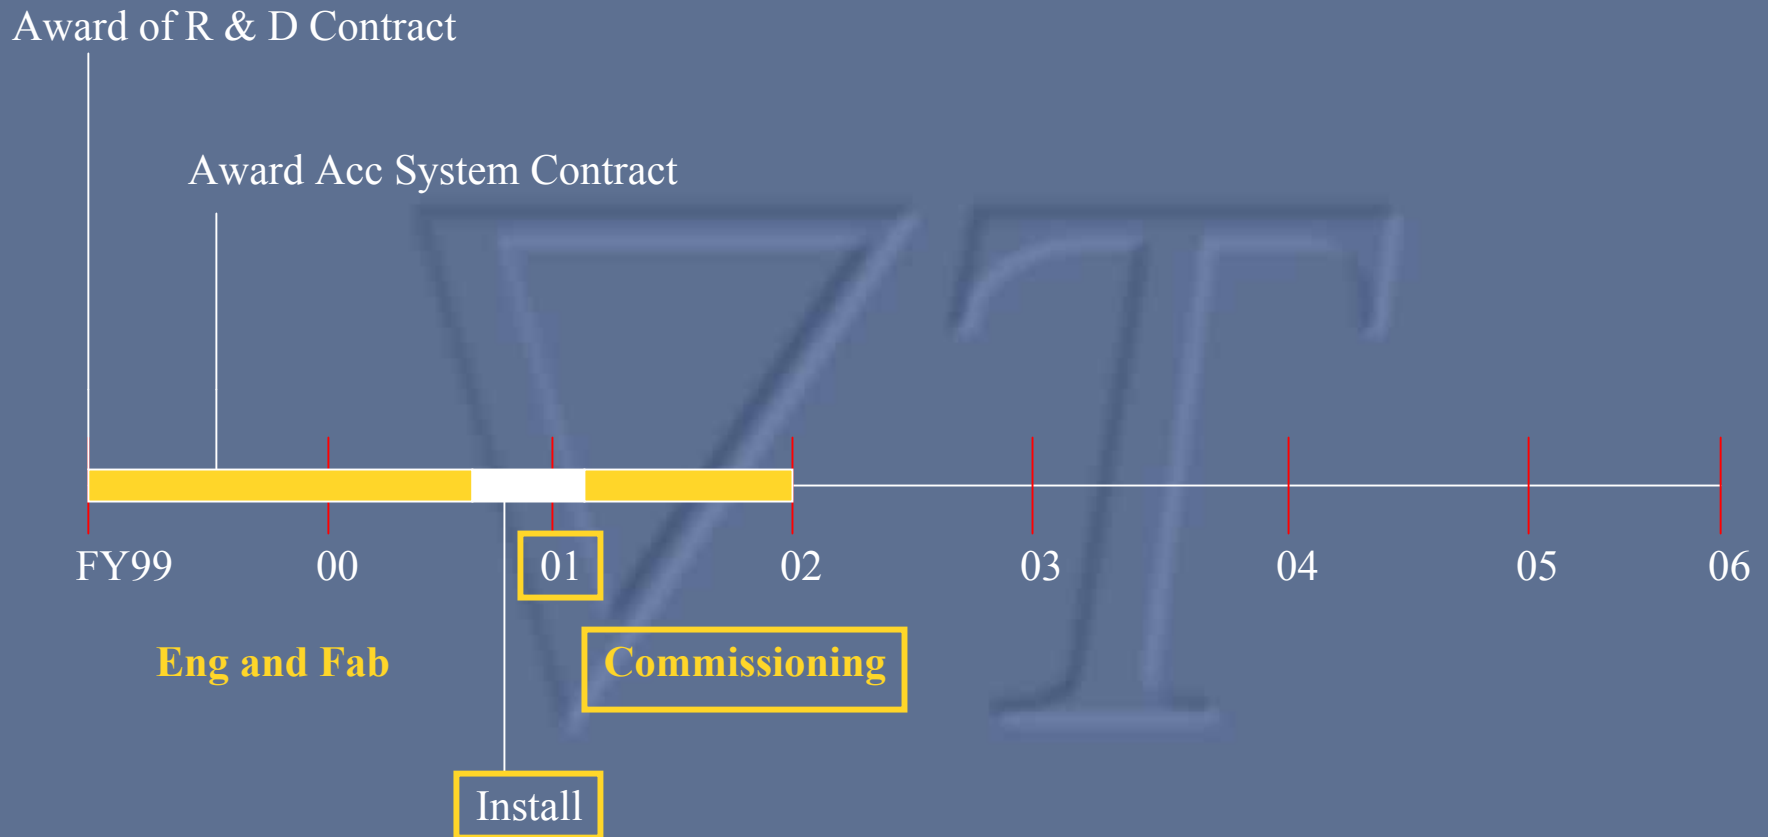 Award of R & D Contract
Award Acc System Contract
FY99 00 01 02 03 04 05 06
Eng and Fab Commissioning
Install